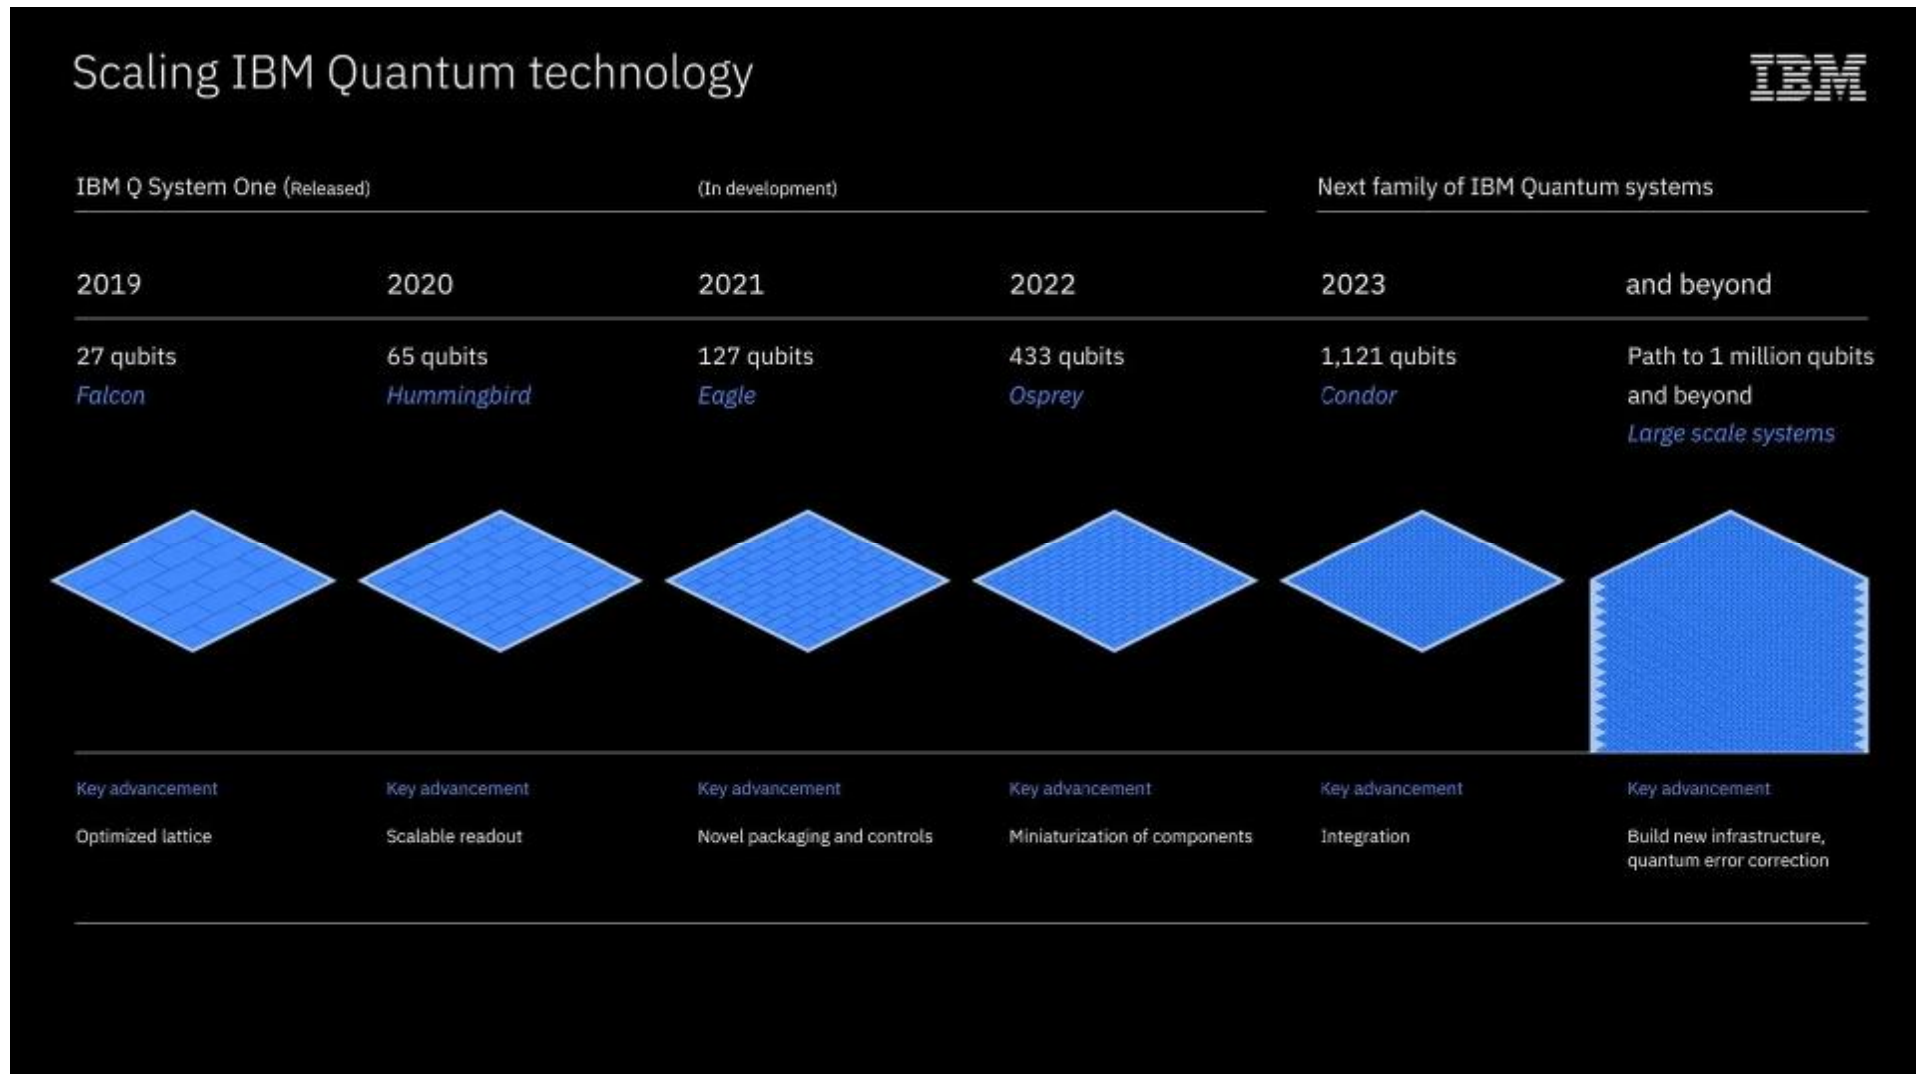 Scaling IBM Quantum technology
IBM
IBM Q System One (Released)
(In development)
Next family of IBM Quantum systems
2019
2020
2021
2022
2023
and beyond
27 qubits
Falcon
65 qubits
Hummingbird
127 qubits
Eagle
433 qubits
Osprey
1,121 qubits
Condor
Path to 1 million qubits
and beyond
Large scale systems
Key advancement
Optimized lattice
Key advancement
Scalable readout
Key advancement
Novel packaging and controls
Key advancement
Miniaturization of components
Key advancement
Integration
Key advancement
Build new infrastructure,
quantum error correction